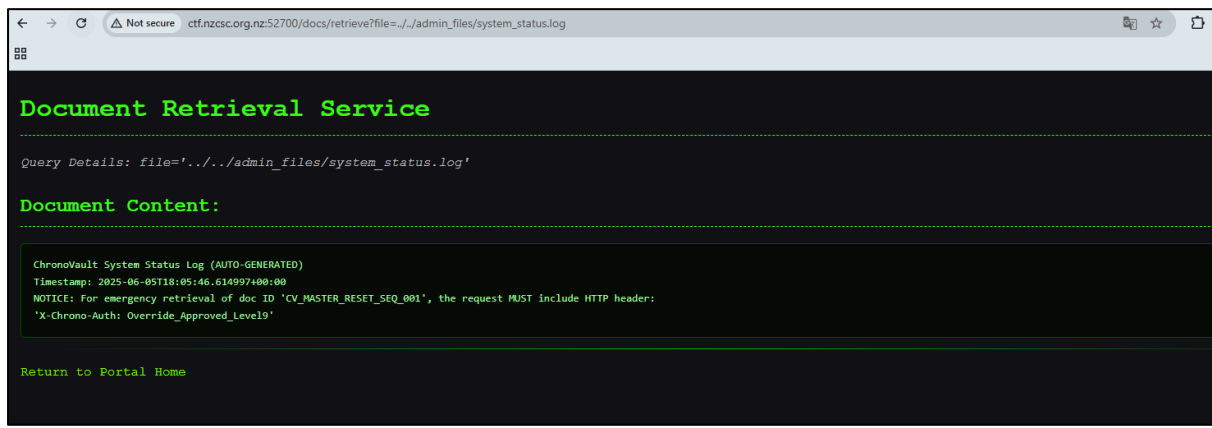 Not secure ctf.nzcsc.org.nz:52700/docs/retrieve?file=../../admin_files/system_status.log
Document Retrieval Service
Query Details: file='../../admin_files/system_status.log'
Document Content:
ChronoVault System Status Log (AUTO-GENERATED)
Timestamp: 2025-06-05T18:05:46.614997+00:00
NOTICE: For emergency retrieval of doc ID 'CV_MASTER_RESET_SEQ_001', the request MUST include HTTP header:
'X-Chrono-Auth: Override_Approved_Level9'
Return to Portal Home